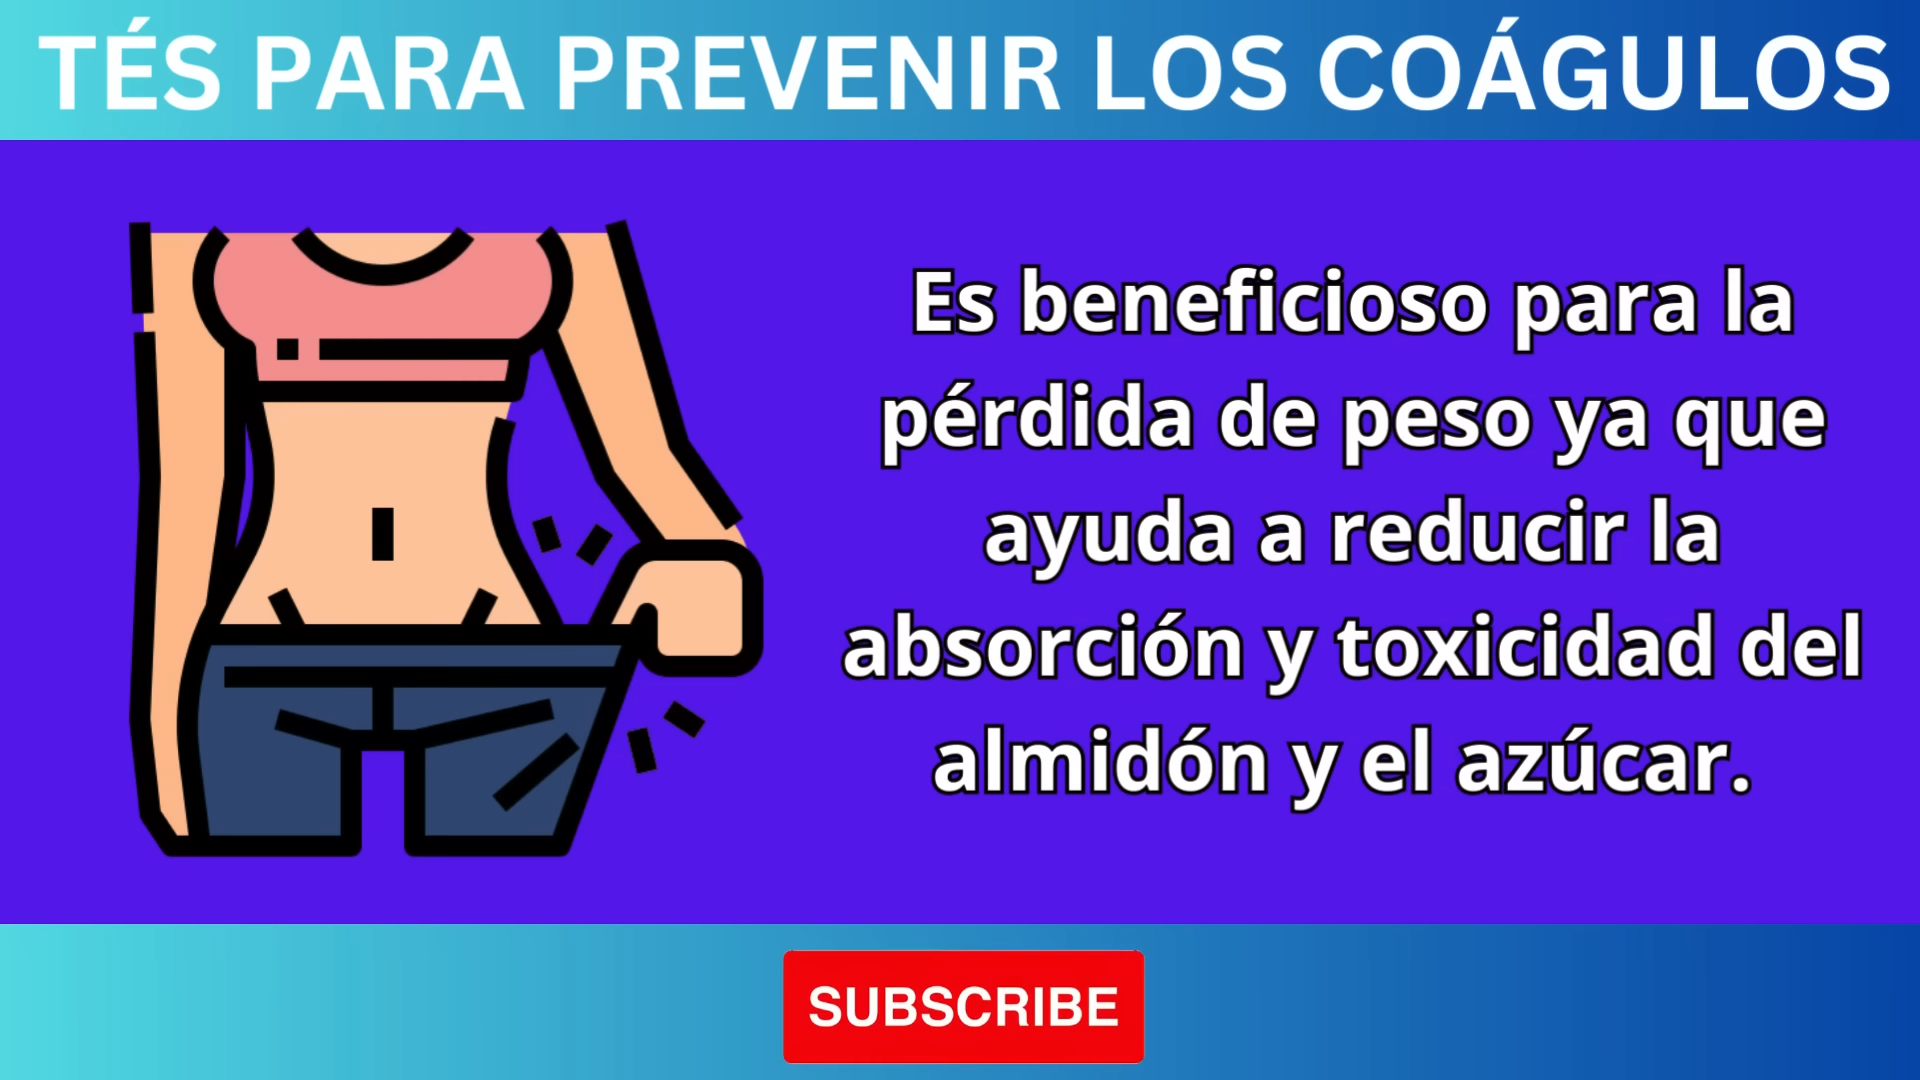 TÉS PARA PREVENIR LOS COÁGULOS
Es beneficioso para la
pérdida de peso ya que
ayuda a reducir la
absorción y toxicidad del
almidón y el azúcar.
SUBSCRIBE